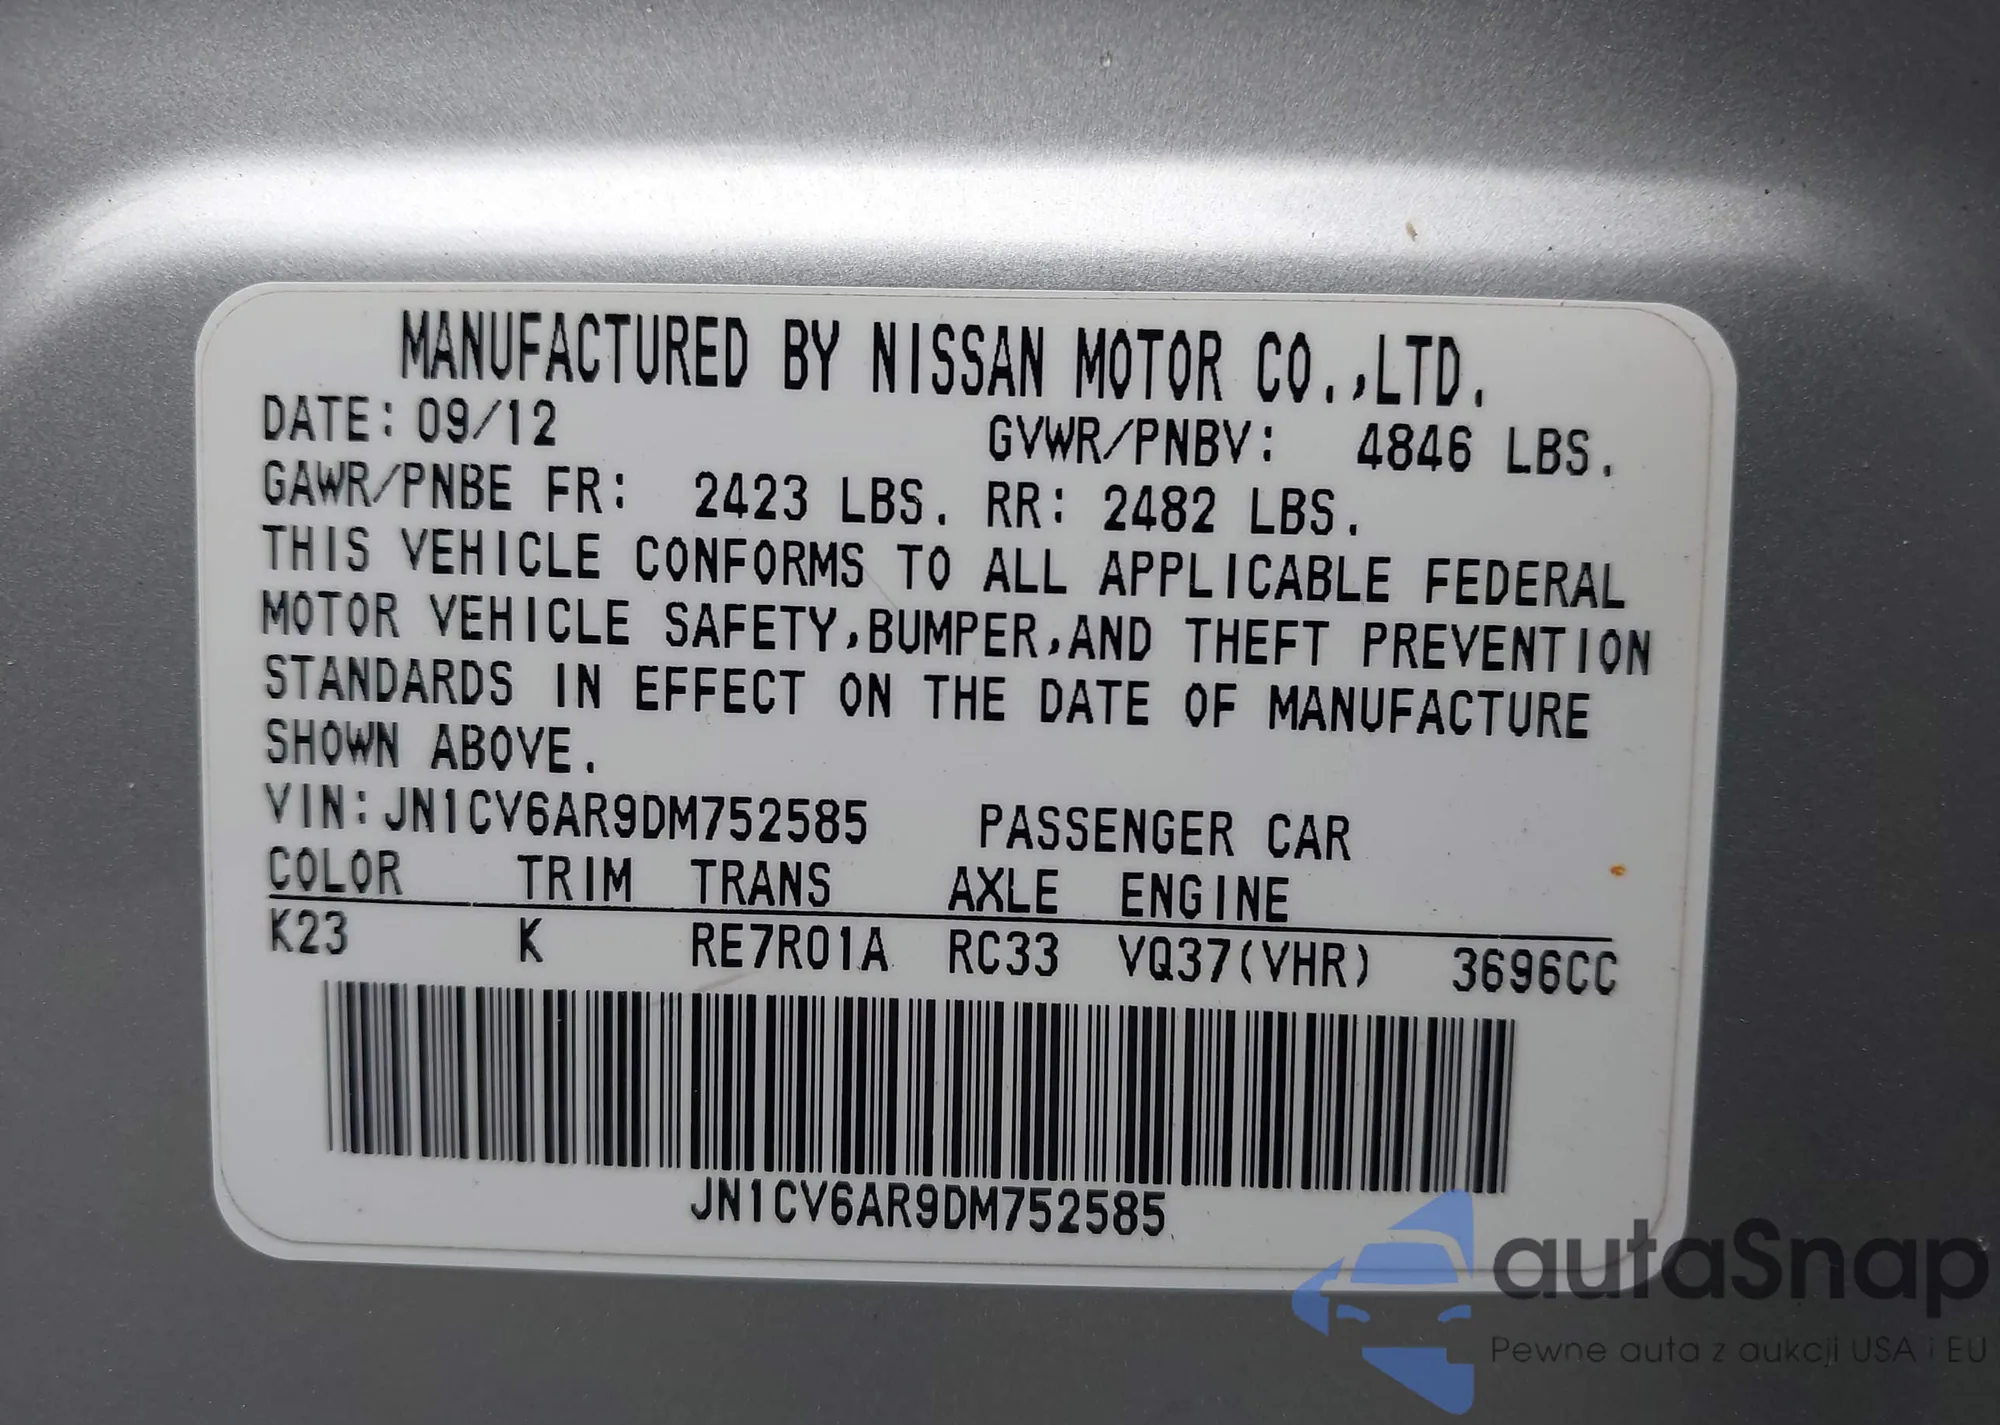 MANUFACTURED BY NISSAN MOTOR CO.,LTD.
DATE: 09/12 GVWR/PNBV: 4846 LBS.
GAWR/PNBE FR: 2423 LBS. RR: 2482 LBS.
THIS VEHICLE CONFORMS TO ALL APPLICABLE FEDERAL
MOTOR VEHICLE SAFETY,BUMPER,AND THEFT PREVENTION
STANDARDS IN EFFECT ON THE DATE OF MANUFACTURE
SHOWN ABOVE.
VIN:JN1CV6AR9DM752585 PASSENGER CAR
COLOR TRIM TRANS AXLE ENGINE
K23 K RE7R01A RC33 VQ37(VHR) 3696CC
JN1CV6AR9DM752585
autaSnap
Pewne auta z aukcji USA i EU